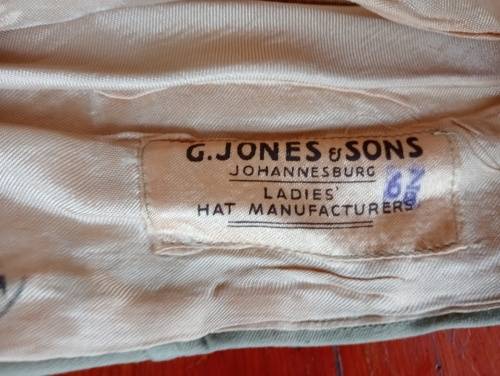 G. JONES & SONS
JOHANNESBURG
LADIES'
HAT MANUFACTURERS